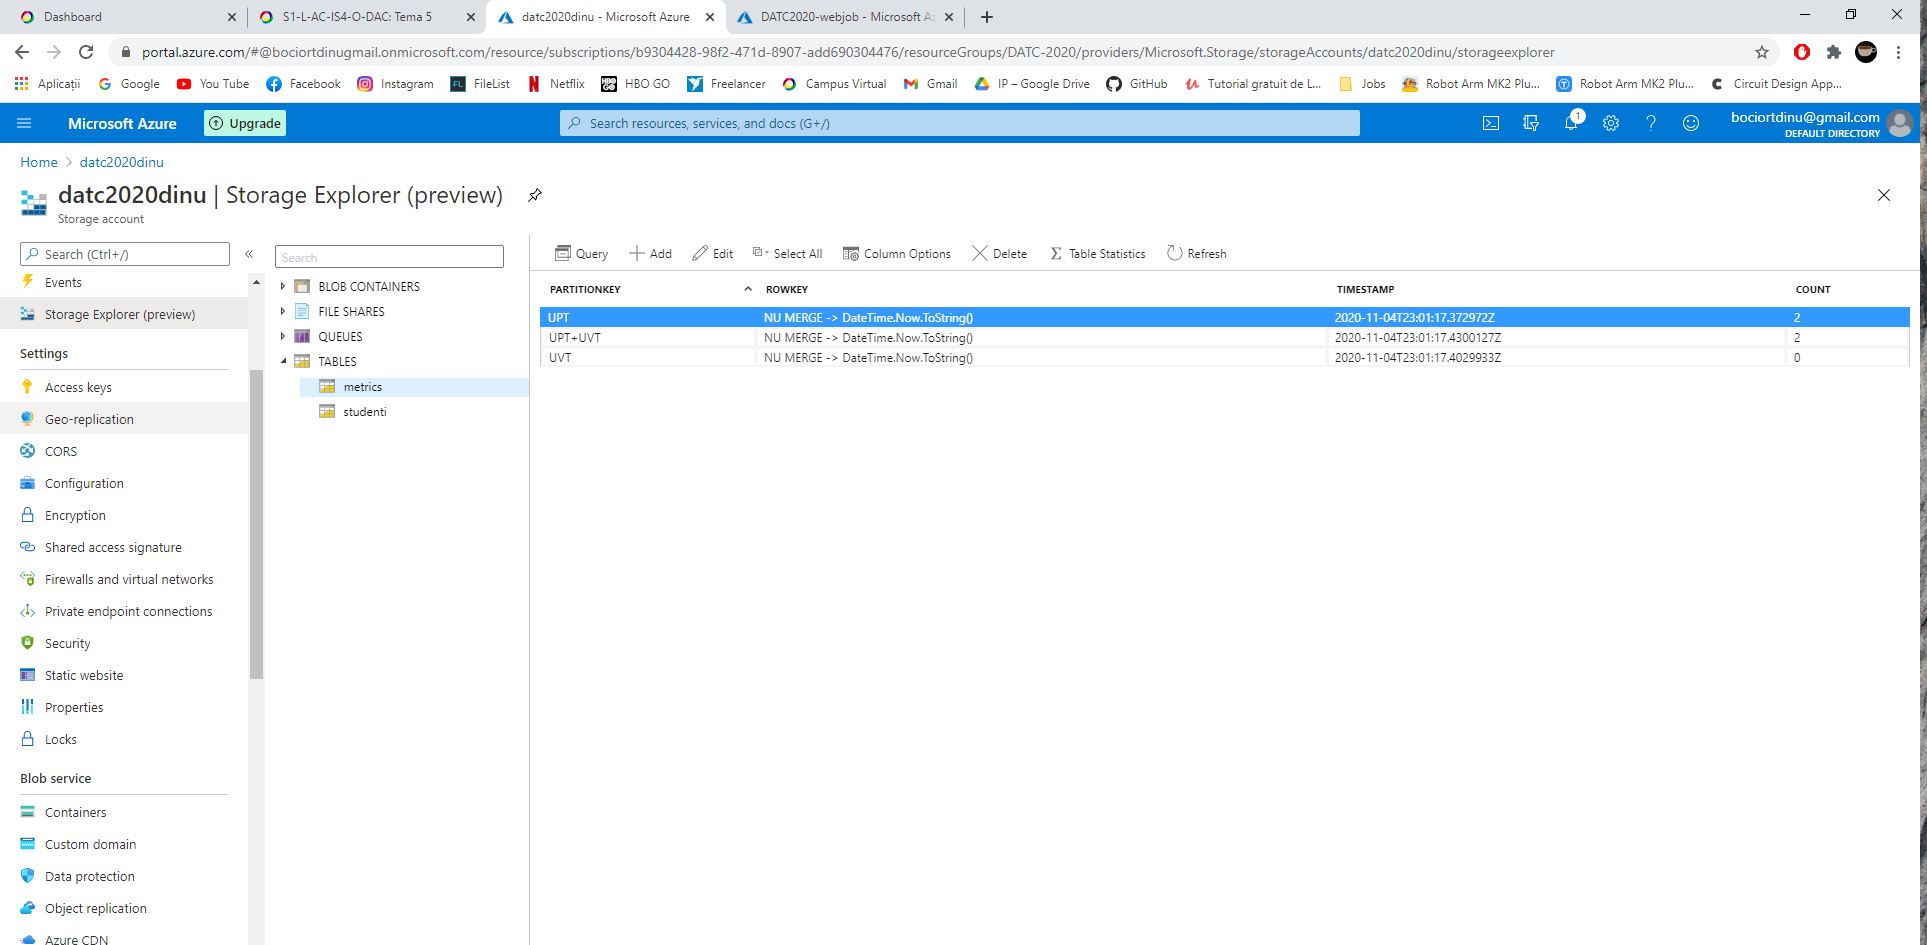 Dashboard
S1-L-AC-IS4-O-DAC: Tema 5
datc2020dinu - Microsoft Azure
DATC2020-webjob - Microsoft Az
portal.azure.com/#@bociortdinugmail.onmicrosoft.com/resource/subscriptions/b9304428-98f2-471d-8907-add690304476/resourceGroups/DATC-2020/providers/Microsoft.Storage/storageAccounts/datc2020dinu/storageexplorer
Aplicații
Google
You Tube
Facebook
Instagram
FL FileList
Netflix
HBO GO HBO GO
Freelancer
Campus Virtual
Gmail
IP – Google Drive
GitHub
Tutorial gratuit de L...
Jobs
Robot Arm MK2 Plu...
Robot Arm MK2 Plu...
Circuit Design App...
Microsoft Azure
Upgrade
Search resources, services, and docs (G+/)
1
bociortdinu@gmail.com
DEFAULT DIRECTORY
Home > datc2020dinu
datc2020dinu | Storage Explorer (preview)
Storage account
Search (Ctrl+/)
«
Events
Storage Explorer (preview)
Settings
Access keys
Geo-replication
CORS
Configuration
Encryption
Shared access signature
Firewalls and virtual networks
Private endpoint connections
Security
Static website
Properties
Locks
Blob service
Containers
Custom domain
Data protection
Object replication
Azure CDN
Search
BLOB CONTAINERS
FILE SHARES
QUEUES
TABLES
metrics
studenti
Query
Add
Edit
Select All
Column Options
Delete
Σ Table Statistics
Refresh
PARTITIONKEY ROWKEY TIMESTAMP COUNT
UPT NU MERGE -> DateTime.Now.ToString() 2020-11-04T23:01:17.372972Z 2
UPT+UVT NU MERGE -> DateTime.Now.ToString() 2020-11-04T23:01:17.4300127Z 2
UVT NU MERGE -> DateTime.Now.ToString() 2020-11-04T23:01:17.4029933Z 0